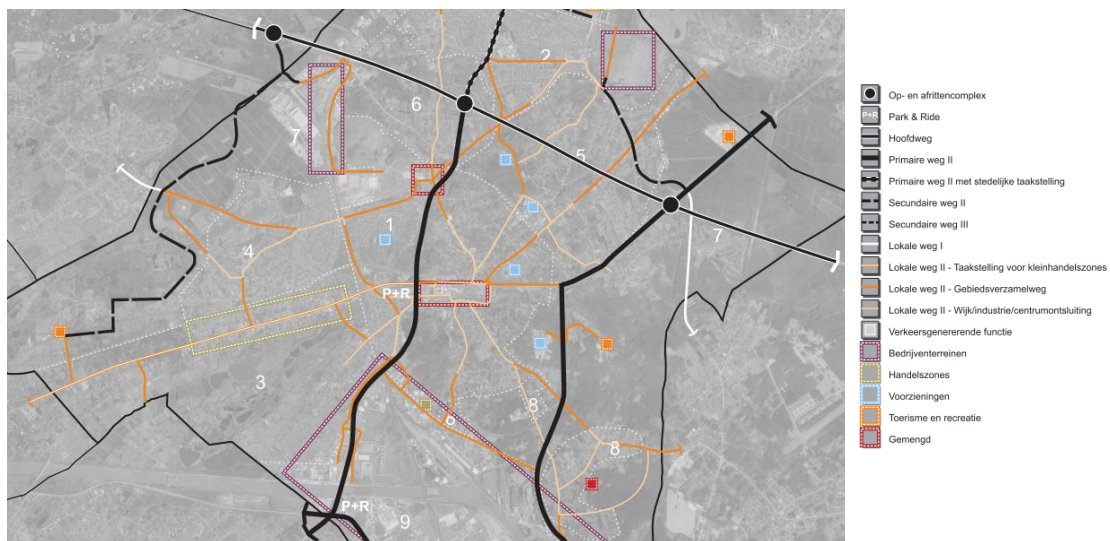 2
6
7
5
1
7
4
P+R
3
8
8
8
P+R
9
Op- en afrittencomplex
P+R Park & Ride
Hoofdweg
Primaire weg II
Primaire weg II met stedelijke taakstelling
Secundaire weg II
Secundaire weg III
Lokale weg I
Lokale weg II - Taakstelling voor kleinhandelszones
Lokale weg II - Gebiedsverzamelweg
Lokale weg II - Wijk/industrie/centrumontsluiting
Verkeersgenererende functie
Bedrijventerreinen
Handelszones
Voorzieningen
Toerisme en recreatie
Gemengd